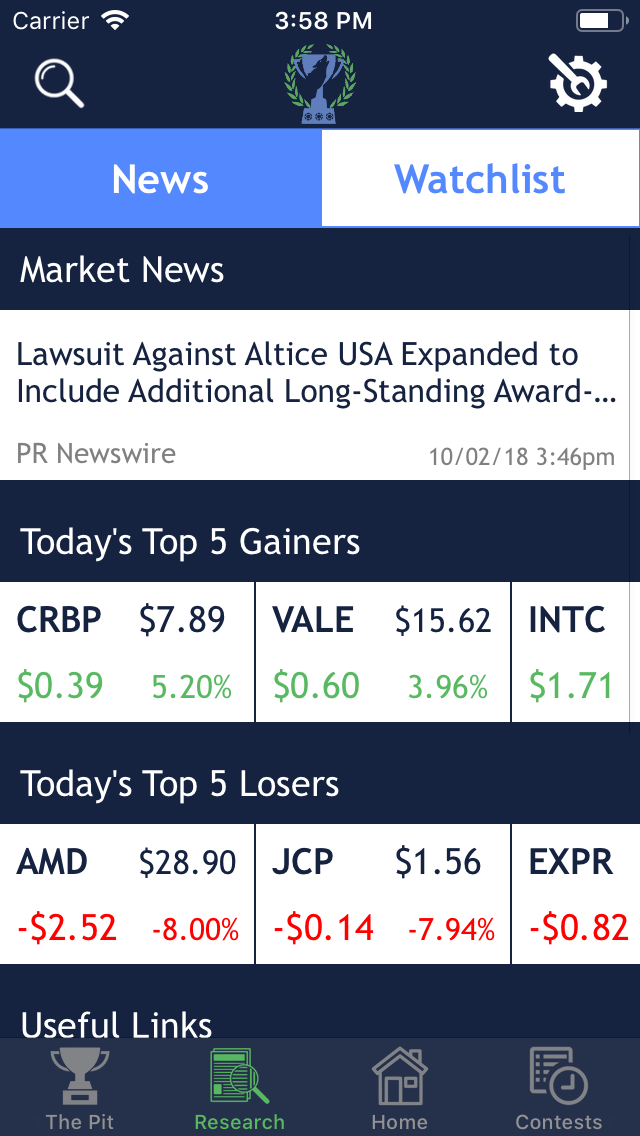 Carrier 3:58 PM
News Watchlist
Market News
Lawsuit Against Altice USA Expanded to
Include Additional Long-Standing Award-...
PR Newswire 10/02/18 3:46pm
Today's Top 5 Gainers
CRBP $7.89 VALE $15.62 INTC
$0.39 5.20% $0.60 3.96% $1.71
Today's Top 5 Losers
AMD $28.90 JCP $1.56 EXPR
-$2.52 -8.00% -$0.14 -7.94% -$0.82
Useful Links
The Pit Research Home Contests